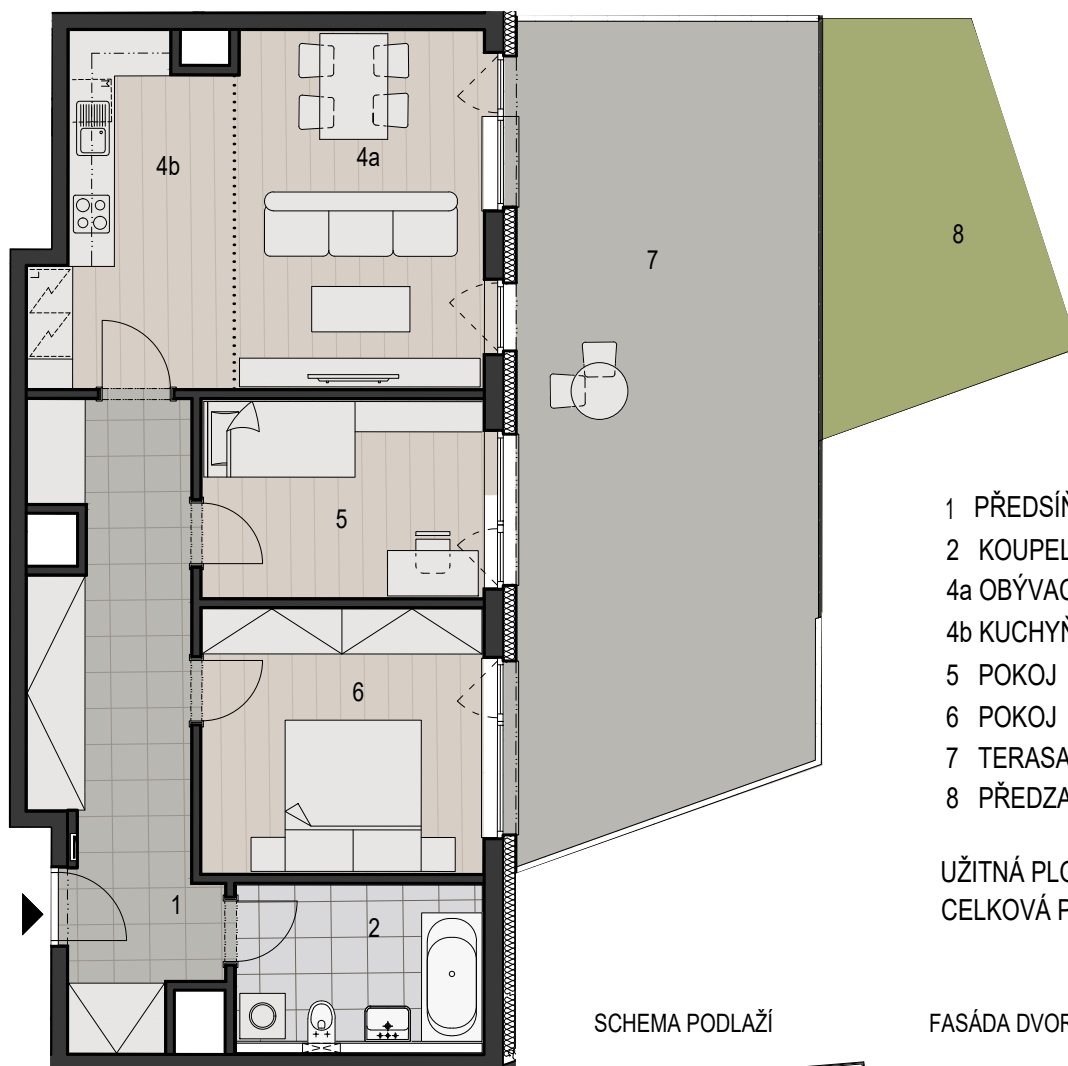 4b
4a
7
8
5
6
1
2
1 PŘEDSÍŇ
2 KOUPEL
4a OBÝVAC
4b KUCHYŇ
5 POKOJ
6 POKOJ
7 TERASA
8 PŘEDZA
UŽITNÁ PLO
CELKOVÁ P
SCHEMA PODLAŽÍ
FASÁDA DVOR